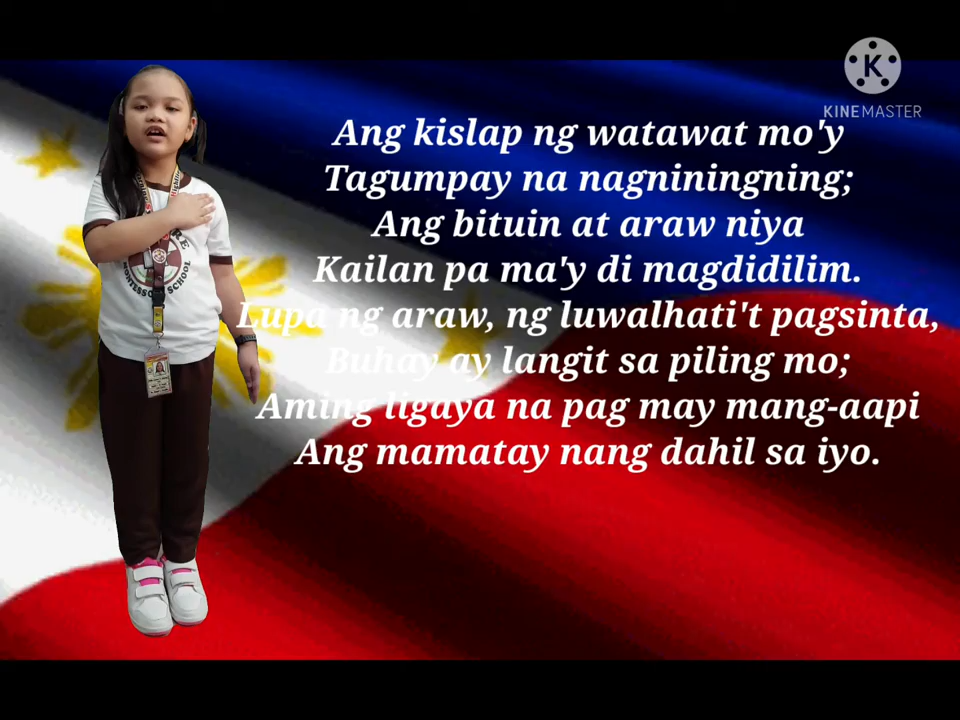 KINEMASTER
Ang kislap ng watawat mo'y
Tagumpay na nagniningning;
Ang bituin at araw niya
Kailan pa ma'y di magdidilim.
Lupa ng araw, ng luwalhati't pagsinta,
Buhay ay langit sa piling mo;
Aming ligaya na pag may mang-aapi
Ang mamatay nang dahil sa iyo.
MONTESSORI SCHOOL